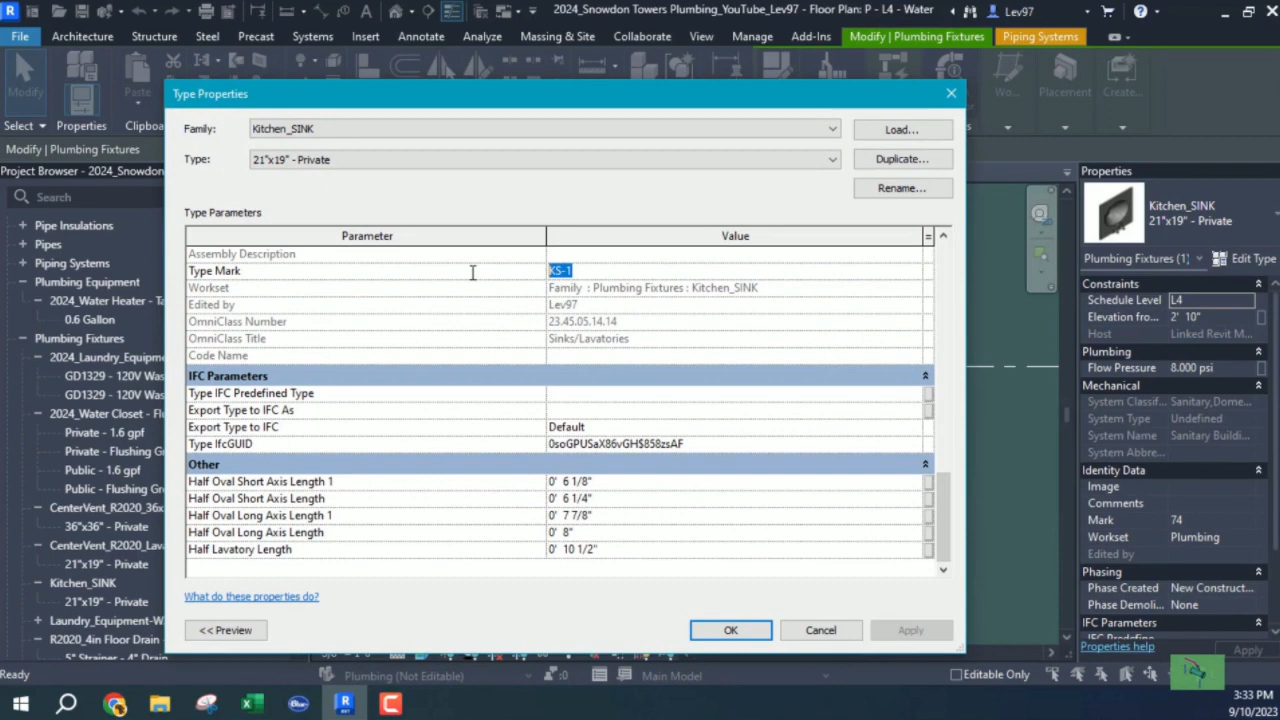 2024_Snowdon Towers Plumbing_YouTube_Lev97 - Floor Plan: P - L4 - Water
Lev97
File Architecture Structure Steel Precast Systems Insert Annotate Analyze Massing & Site Collaborate View Manage Add-Ins Modify | Plumbing Fixtures Piping Systems
Modify Paste Wo... Placement Create...
Select Properties Clipboa
Modify | Plumbing Fixtures
Project Browser - 2024_Snowdon
Search
Pipe Insulations
Pipes
Piping Systems
Plumbing Equipment
2024_Water Heater - Ta
0.6 Gallon
Plumbing Fixtures
2024_Laundry_Equipme
GD1329 - 120V Was
GD1329 - 120V Was
2024_Water Closet - Flu
Private - 1.6 gpf
Private - Flushing Gr
Public - 1.6 gpf
Public - Flushing Gro
CenterVent_R2020_36x
36"x36" - Private
CenterVent_R2020_Lava
21"x19" - Private
Kitchen_SINK
21"x19" - Private
Laundry_Equipment-W
R2020_4in Floor Drain -
5" Strainer - 4" Drain
Type Properties
Family: Kitchen_SINK Load...
Type: 21"x19" - Private Duplicate...
Rename...
Type Parameters
Parameter Value =
Assembly Description
Type Mark KS-1
Workset Family : Plumbing Fixtures : Kitchen_SINK
Edited by Lev97
OmniClass Number 23.45.05.14.14
OmniClass Title Sinks/Lavatories
Code Name
IFC Parameters
Type IFC Predefined Type
Export Type to IFC As
Export Type to IFC Default
Type IfcGUID 0soGPUSaX86vGH$858zsAF
Other
Half Oval Short Axis Length 1 0' 6 1/8"
Half Oval Short Axis Length 0' 6 1/4"
Half Oval Long Axis Length 1 0' 7 7/8"
Half Oval Long Axis Length 0' 8"
Half Lavatory Length 0' 10 1/2"
What do these properties do?
<< Preview OK Cancel Apply
Properties
Kitchen_SINK
21"x19" - Private
Plumbing Fixtures (1) Edit Type
Constraints
Schedule Level L4
Elevation fro... 2' 10"
Host Linked Revit M...
Plumbing
Flow Pressure 8.000 psi
Mechanical
System Classif... Sanitary,Dome...
System Type Undefined
System Name Sanitary Buildi...
System Abbre...
Identity Data
Image
Comments
Mark 74
Workset Plumbing
Edited by
Phasing
Phase Created New Construct...
Phase Demoli... None
IFC Parameters
Properties help Apply
Ready Plumbing (Not Editable) :0 Main Model Editable Only
3:33 PM
9/10/2023